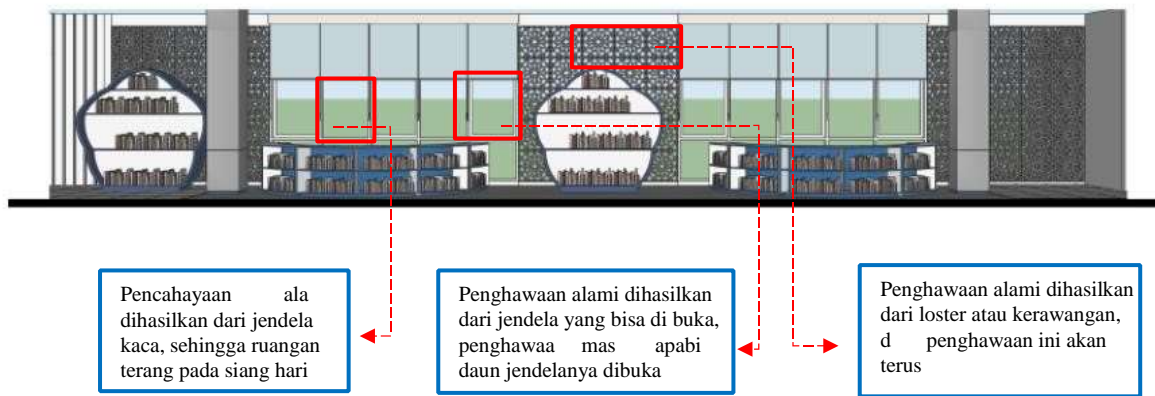 Pencahayaan ala
dihasilkan dari jendela
kaca, sehingga ruangan
terang pada siang hari
Penghawaan alami dihasilkan
dari jendela yang bisa di buka,
penghawaa mas apabi
daun jendelanya dibuka
Penghawaan alami dihasilkan
dari loster atau kerawangan,
d penghawaan ini akan
terus